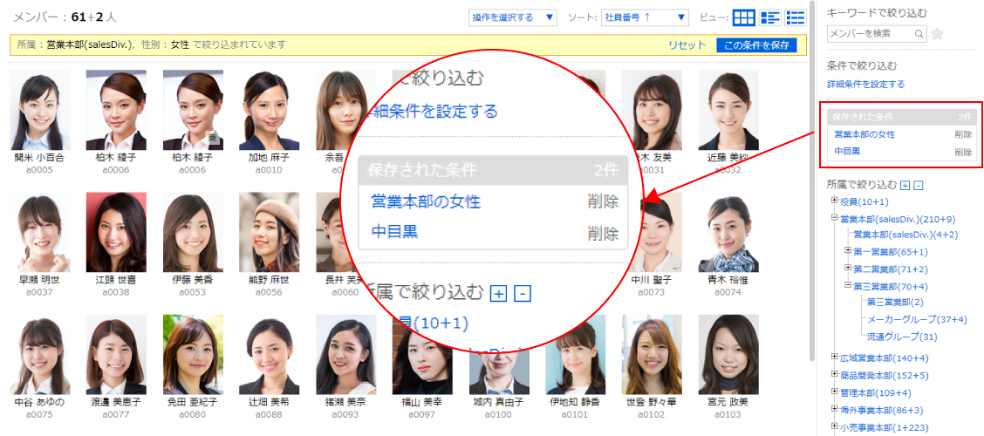 メンバー：61+2人
操作を選択する ▼
ソート：社員番号 ↑ ▼
ビュー：
所属：営業本部(salesDiv.), 性別：女性 で絞り込まれています
リセット
この条件を保存
開米 小百合
a0005
柏木 綾子
a0006
兼
柏木 綾子
a0006
加地 麻子
a0010
余吾
木 友美
0031
近藤 美紗
a0032
早瀬 明世
a0037
江頭 世喜
a0038
伊藤 美香
a0053
熊野 麻世
a0056
長井 芙美
a0060
中川 聖子
a0073
青木 裕惟
a0074
中谷 あゆの
a0075
渡邉 美恵子
a0077
免田 亜紀子
a0080
辻畑 美希
a0088
猪瀬 美奈
a0093
福山 美幸
a0097
城内 真由子
a0100
伊地知 静香
a0101
世登 野々華
a0102
宮元 政美
a0103
で絞り込む
細条件を設定する
保存された条件 2件
営業本部の女性 削除
中目黒 削除
所属で絞り込む + -
員(10+1)
キーワードで絞り込む
メンバーを検索
条件で絞り込む
詳細条件を設定する
保存された条件 2件
営業本部の女性 削除
中目黒 削除
所属で絞り込む + -
役員(10+1)
営業本部(salesDiv.)(210+9)
営業本部(salesDiv.)(4+2)
第一営業部(65+1)
第二営業部(71+2)
第三営業部(70+4)
第三営業部(2)
メーカーグループ(37+4)
流通グループ(31)
広域営業本部(140+4)
商品開発本部(152+5)
管理本部(109+4)
海外事業本部(86+3)
小売事業本部(1+223)